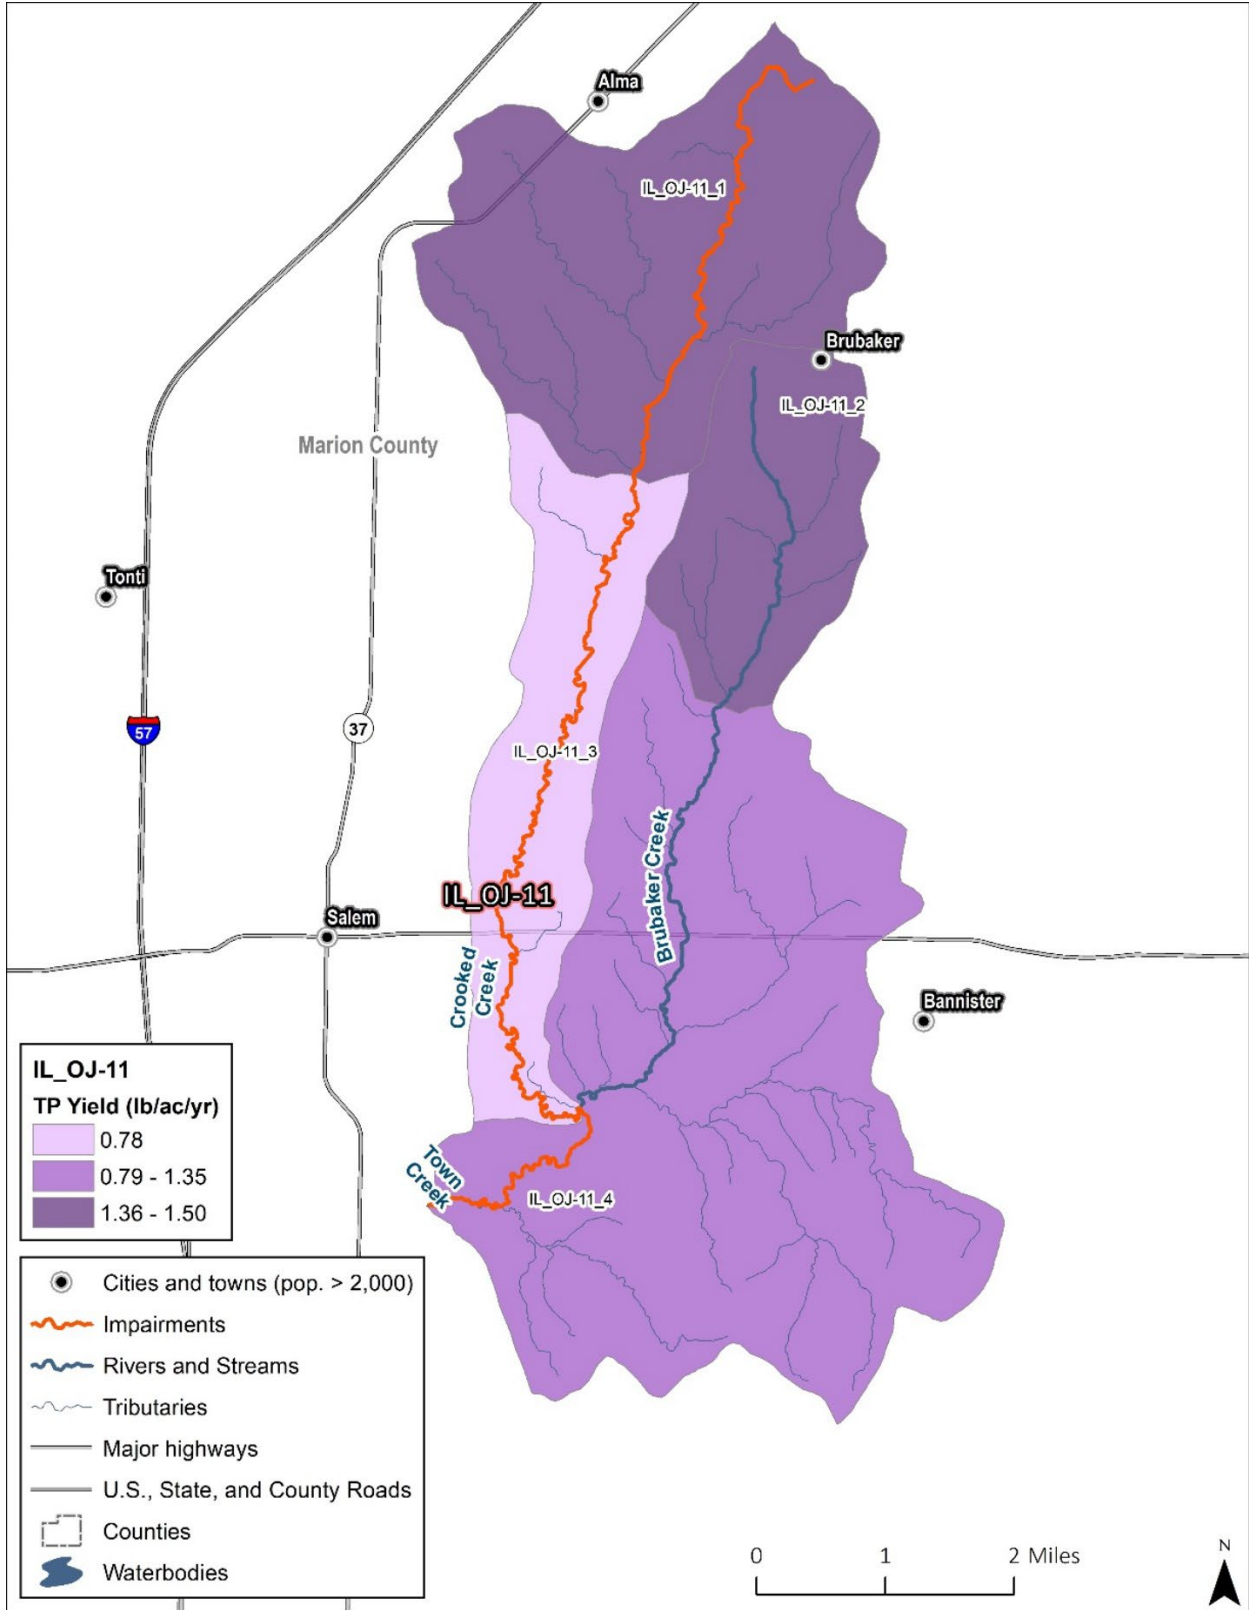 Alma
IL_OJ-11_1
Brubaker
IL_OJ-11_2
Marion County
Tonti
57
37
IL_OJ-11_3
Brubaker Creek
IL_OJ-11
Salem
Crooked
Creek
Bannister
Town
Creek
IL_OJ-11_4
IL_OJ-11
TP Yield (lb/ac/yr)
0.78
0.79 - 1.35
1.36 - 1.50
Cities and towns (pop. > 2,000)
Impairments
Rivers and Streams
Tributaries
Major highways
U.S., State, and County Roads
Counties
Waterbodies
0 1 2 Miles
N